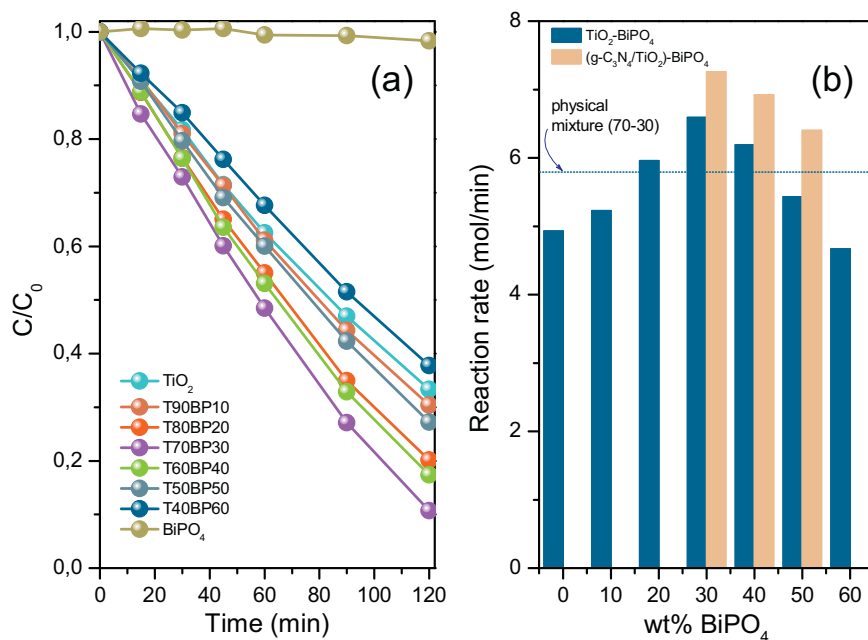 (a)
C/C₀
1,0
0,8
0,6
0,4
0,2
0,0
TiO₂
T90BP10
T80BP20
T70BP30
T60BP40
T50BP50
T40BP60
BiPO₄
0 20 40 60 80 100 120
Time (min)
(b)
TiO₂-BiPO₄
(g-C₃N₄/TiO₂)-BiPO₄
physical
mixture (70-30)
Reaction rate (mol/min)
8
6
4
2
0
0 10 20 30 40 50 60
wt% BiPO₄